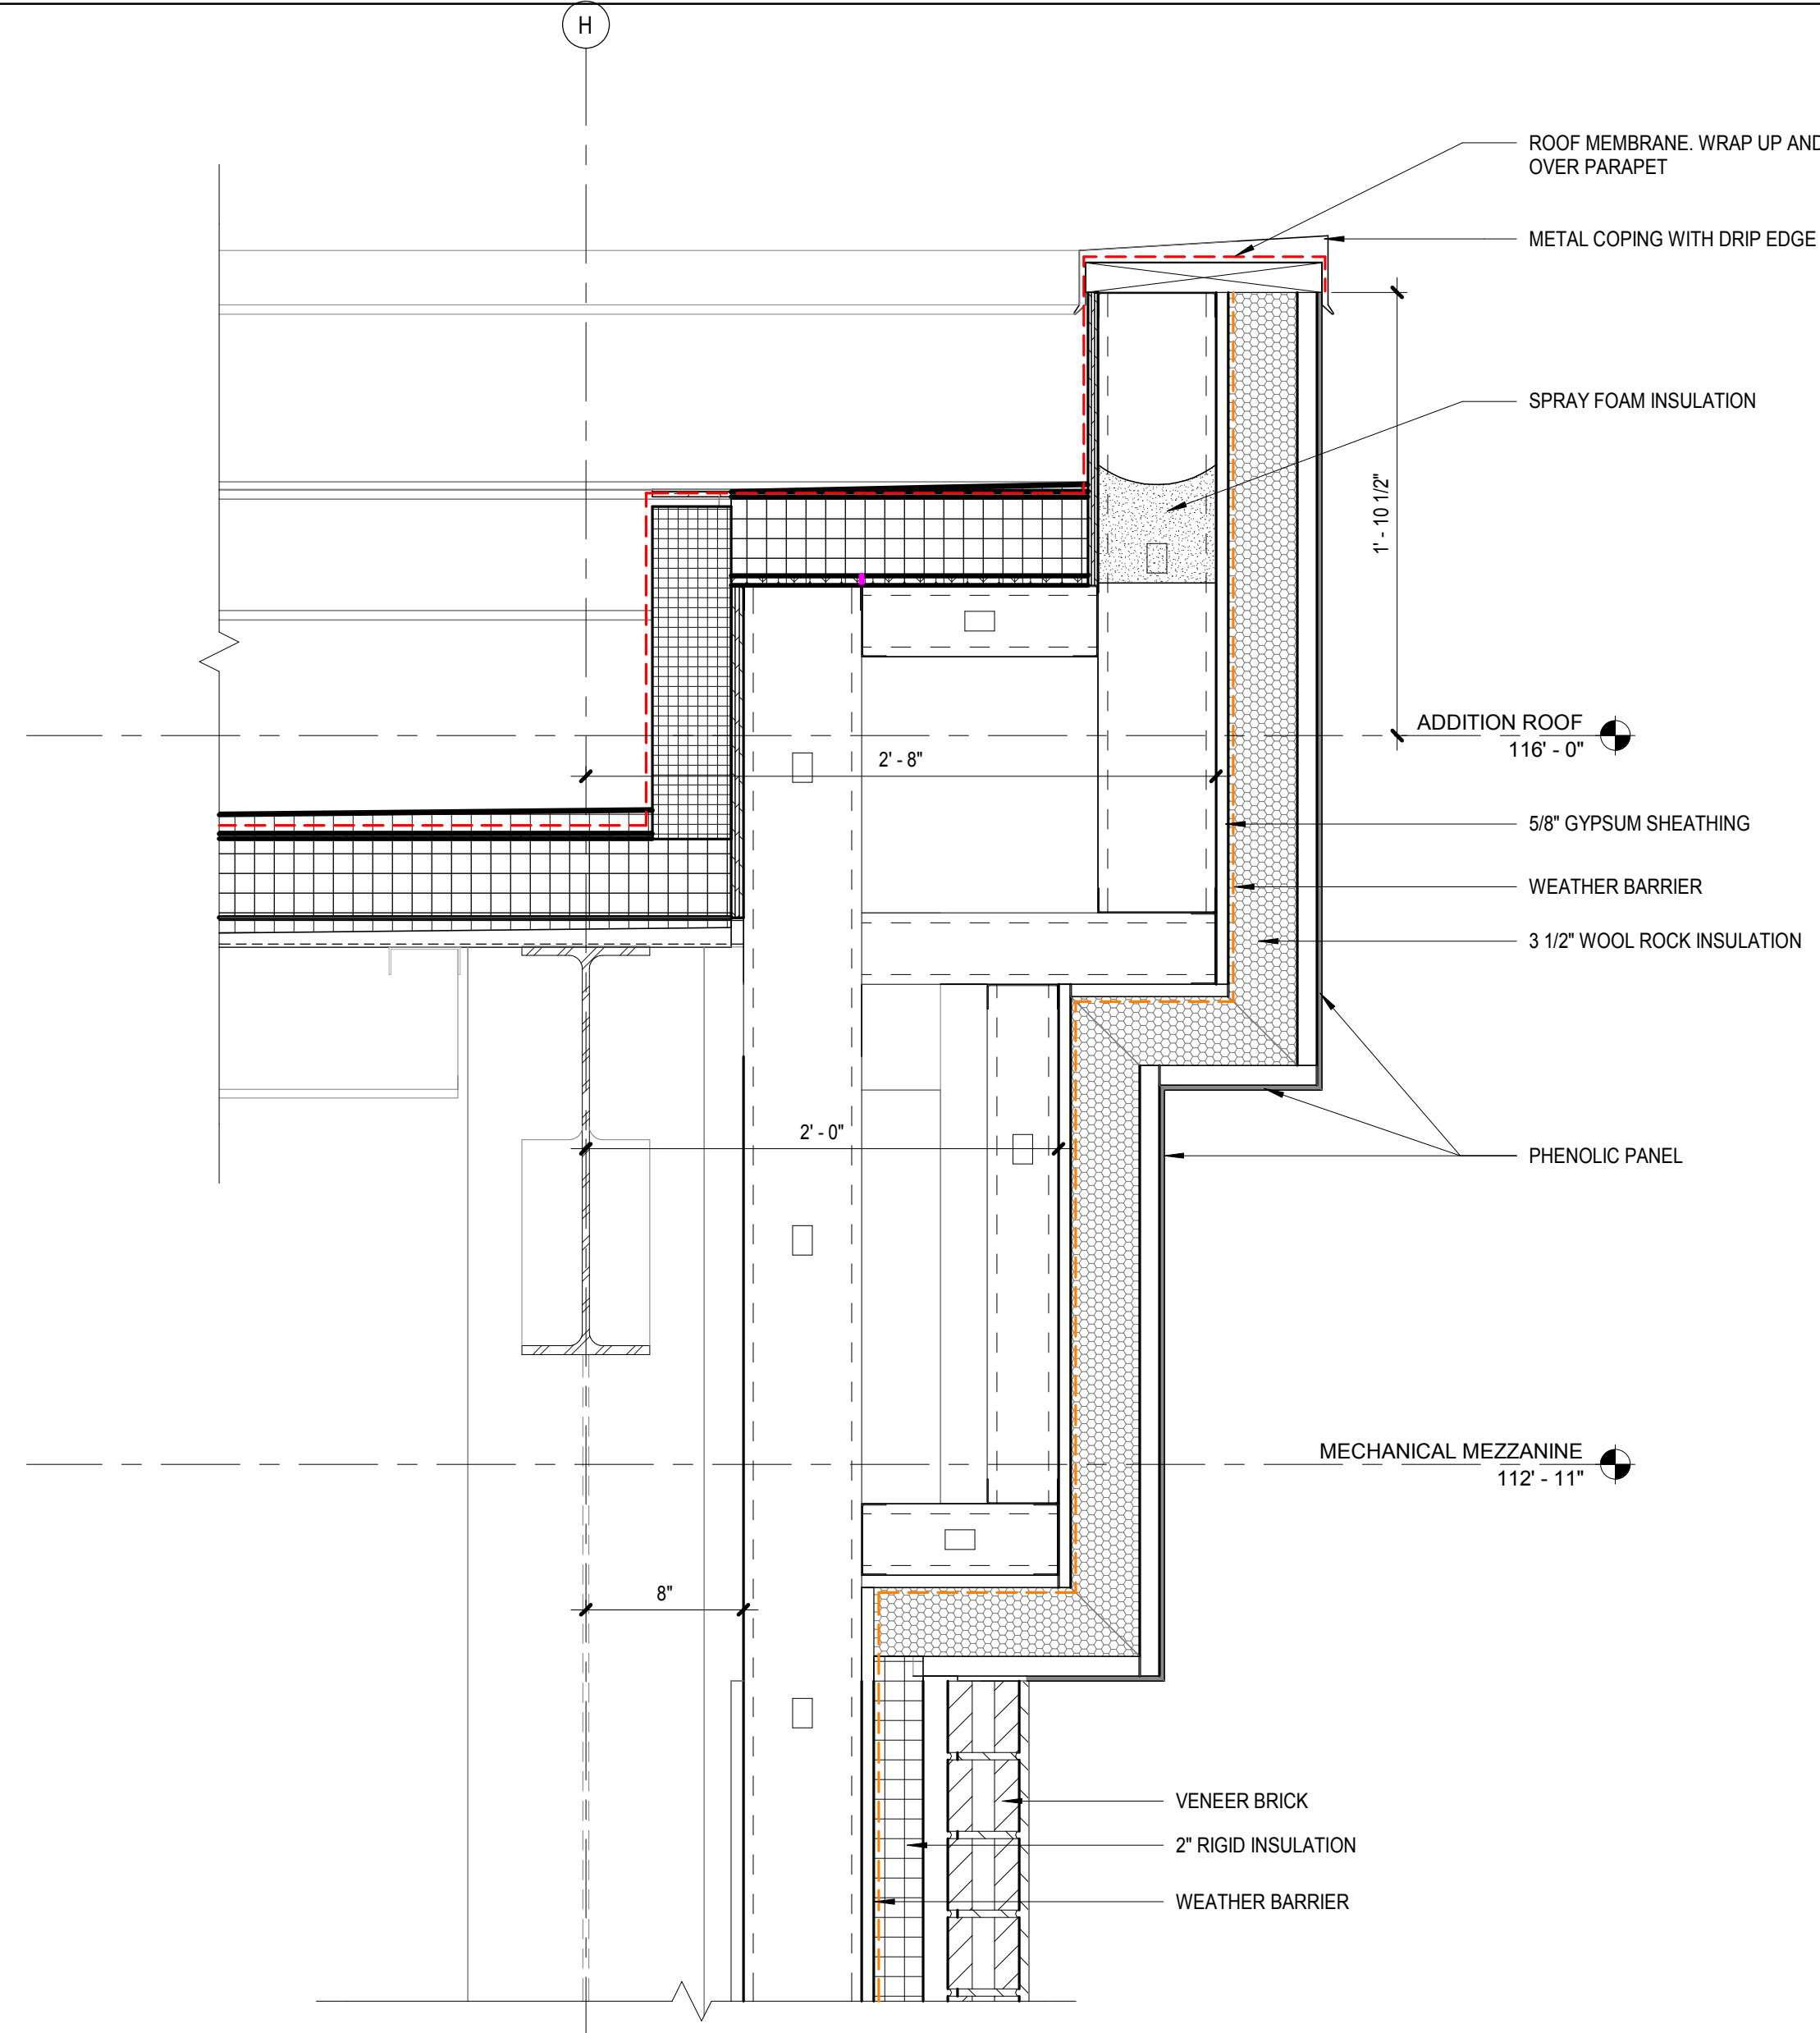 H
ROOF MEMBRANE. WRAP UP AND
OVER PARAPET
METAL COPING WITH DRIP EDGE
SPRAY FOAM INSULATION
1' - 10 1/2"
ADDITION ROOF
116' - 0"
2' - 8"
5/8" GYPSUM SHEATHING
WEATHER BARRIER
3 1/2" WOOL ROCK INSULATION
2' - 0"
PHENOLIC PANEL
MECHANICAL MEZZANINE
112' - 11"
8"
VENEER BRICK
2" RIGID INSULATION
WEATHER BARRIER